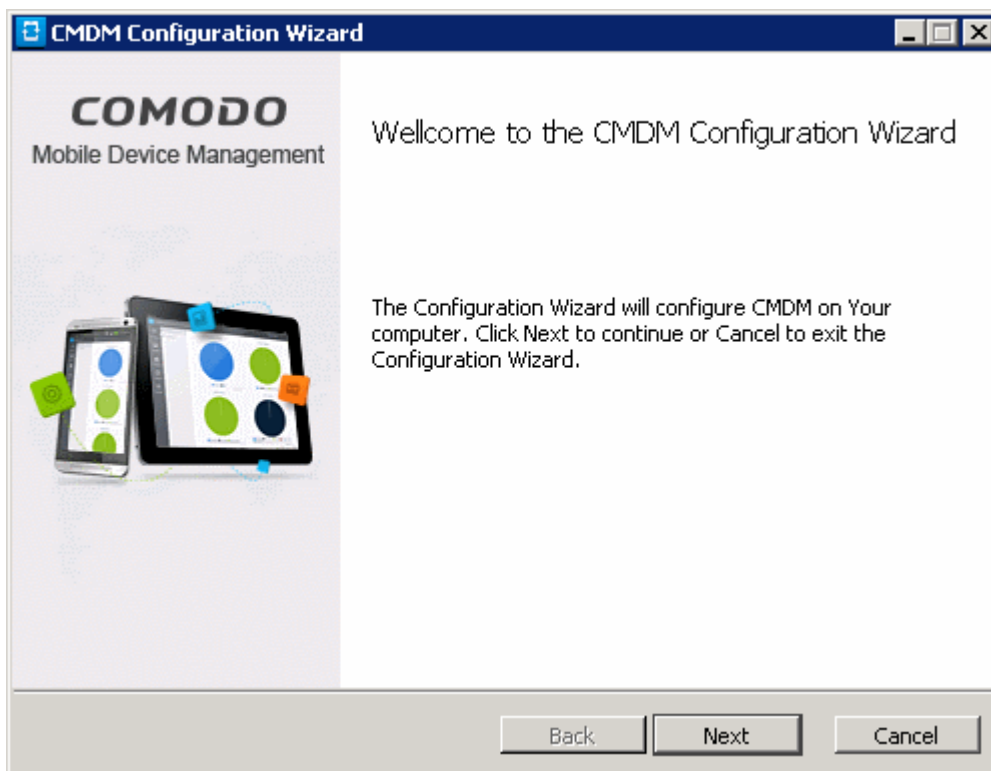 CMDM Configuration Wizard
COMODO
Mobile Device Management
Wellcome to the CMDM Configuration Wizard
The Configuration Wizard will configure CMDM on Your
computer. Click Next to continue or Cancel to exit the
Configuration Wizard.
Back
Next
Cancel